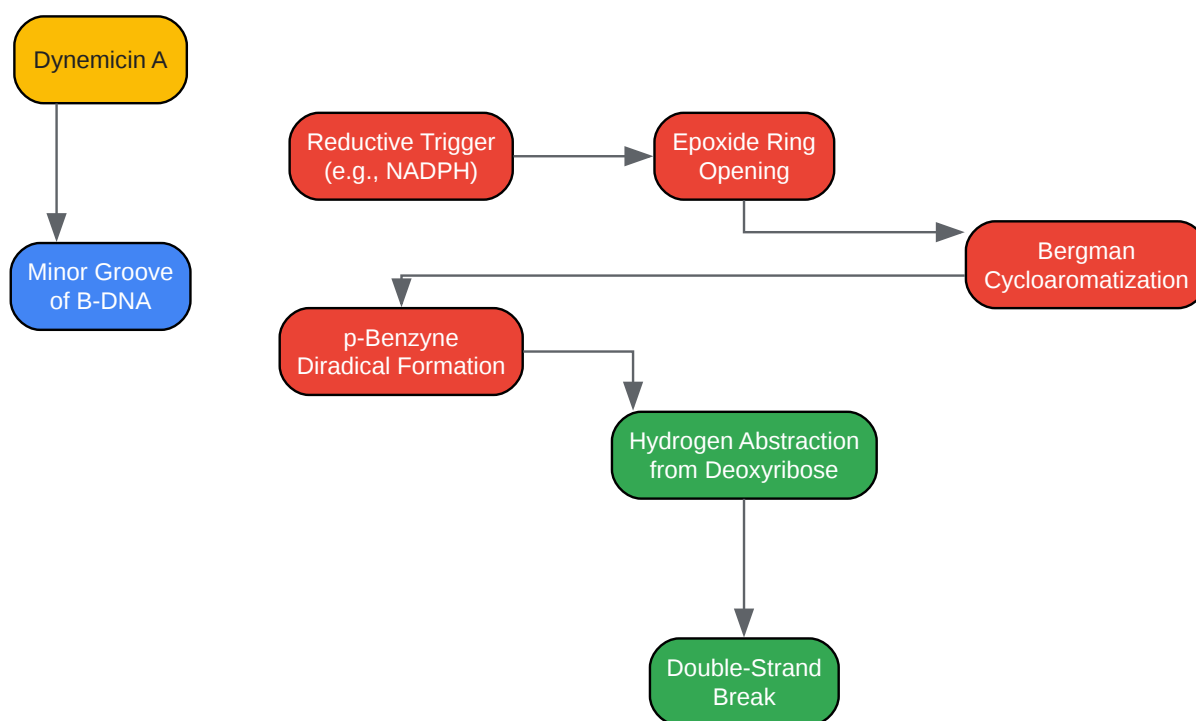 Dynemicin A
Reductive Trigger
(e.g., NADPH)
Epoxide Ring
Opening
Minor Groove
of B-DNA
Bergman
Cycloaromatization
p-Benzyne
Diradical Formation
Hydrogen Abstraction
from Deoxyribose
Double-Strand
Break